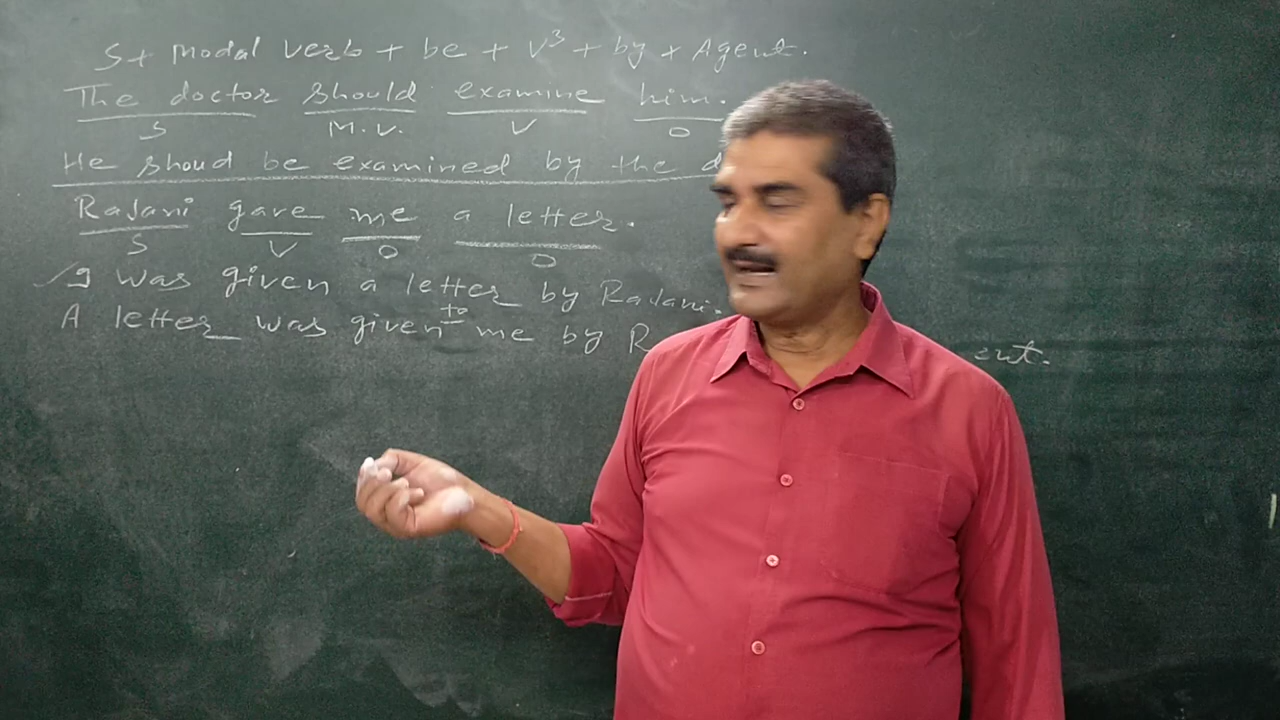 S + Modal verb + be + V³ + by + Agent.
The doctor should examine him.
S M.V. V O
He shoud be examined by the d
Rajani gave me a letter.
S V O O
✓ I was given a letter by Rajani.
A letter was given to me by R
ent.